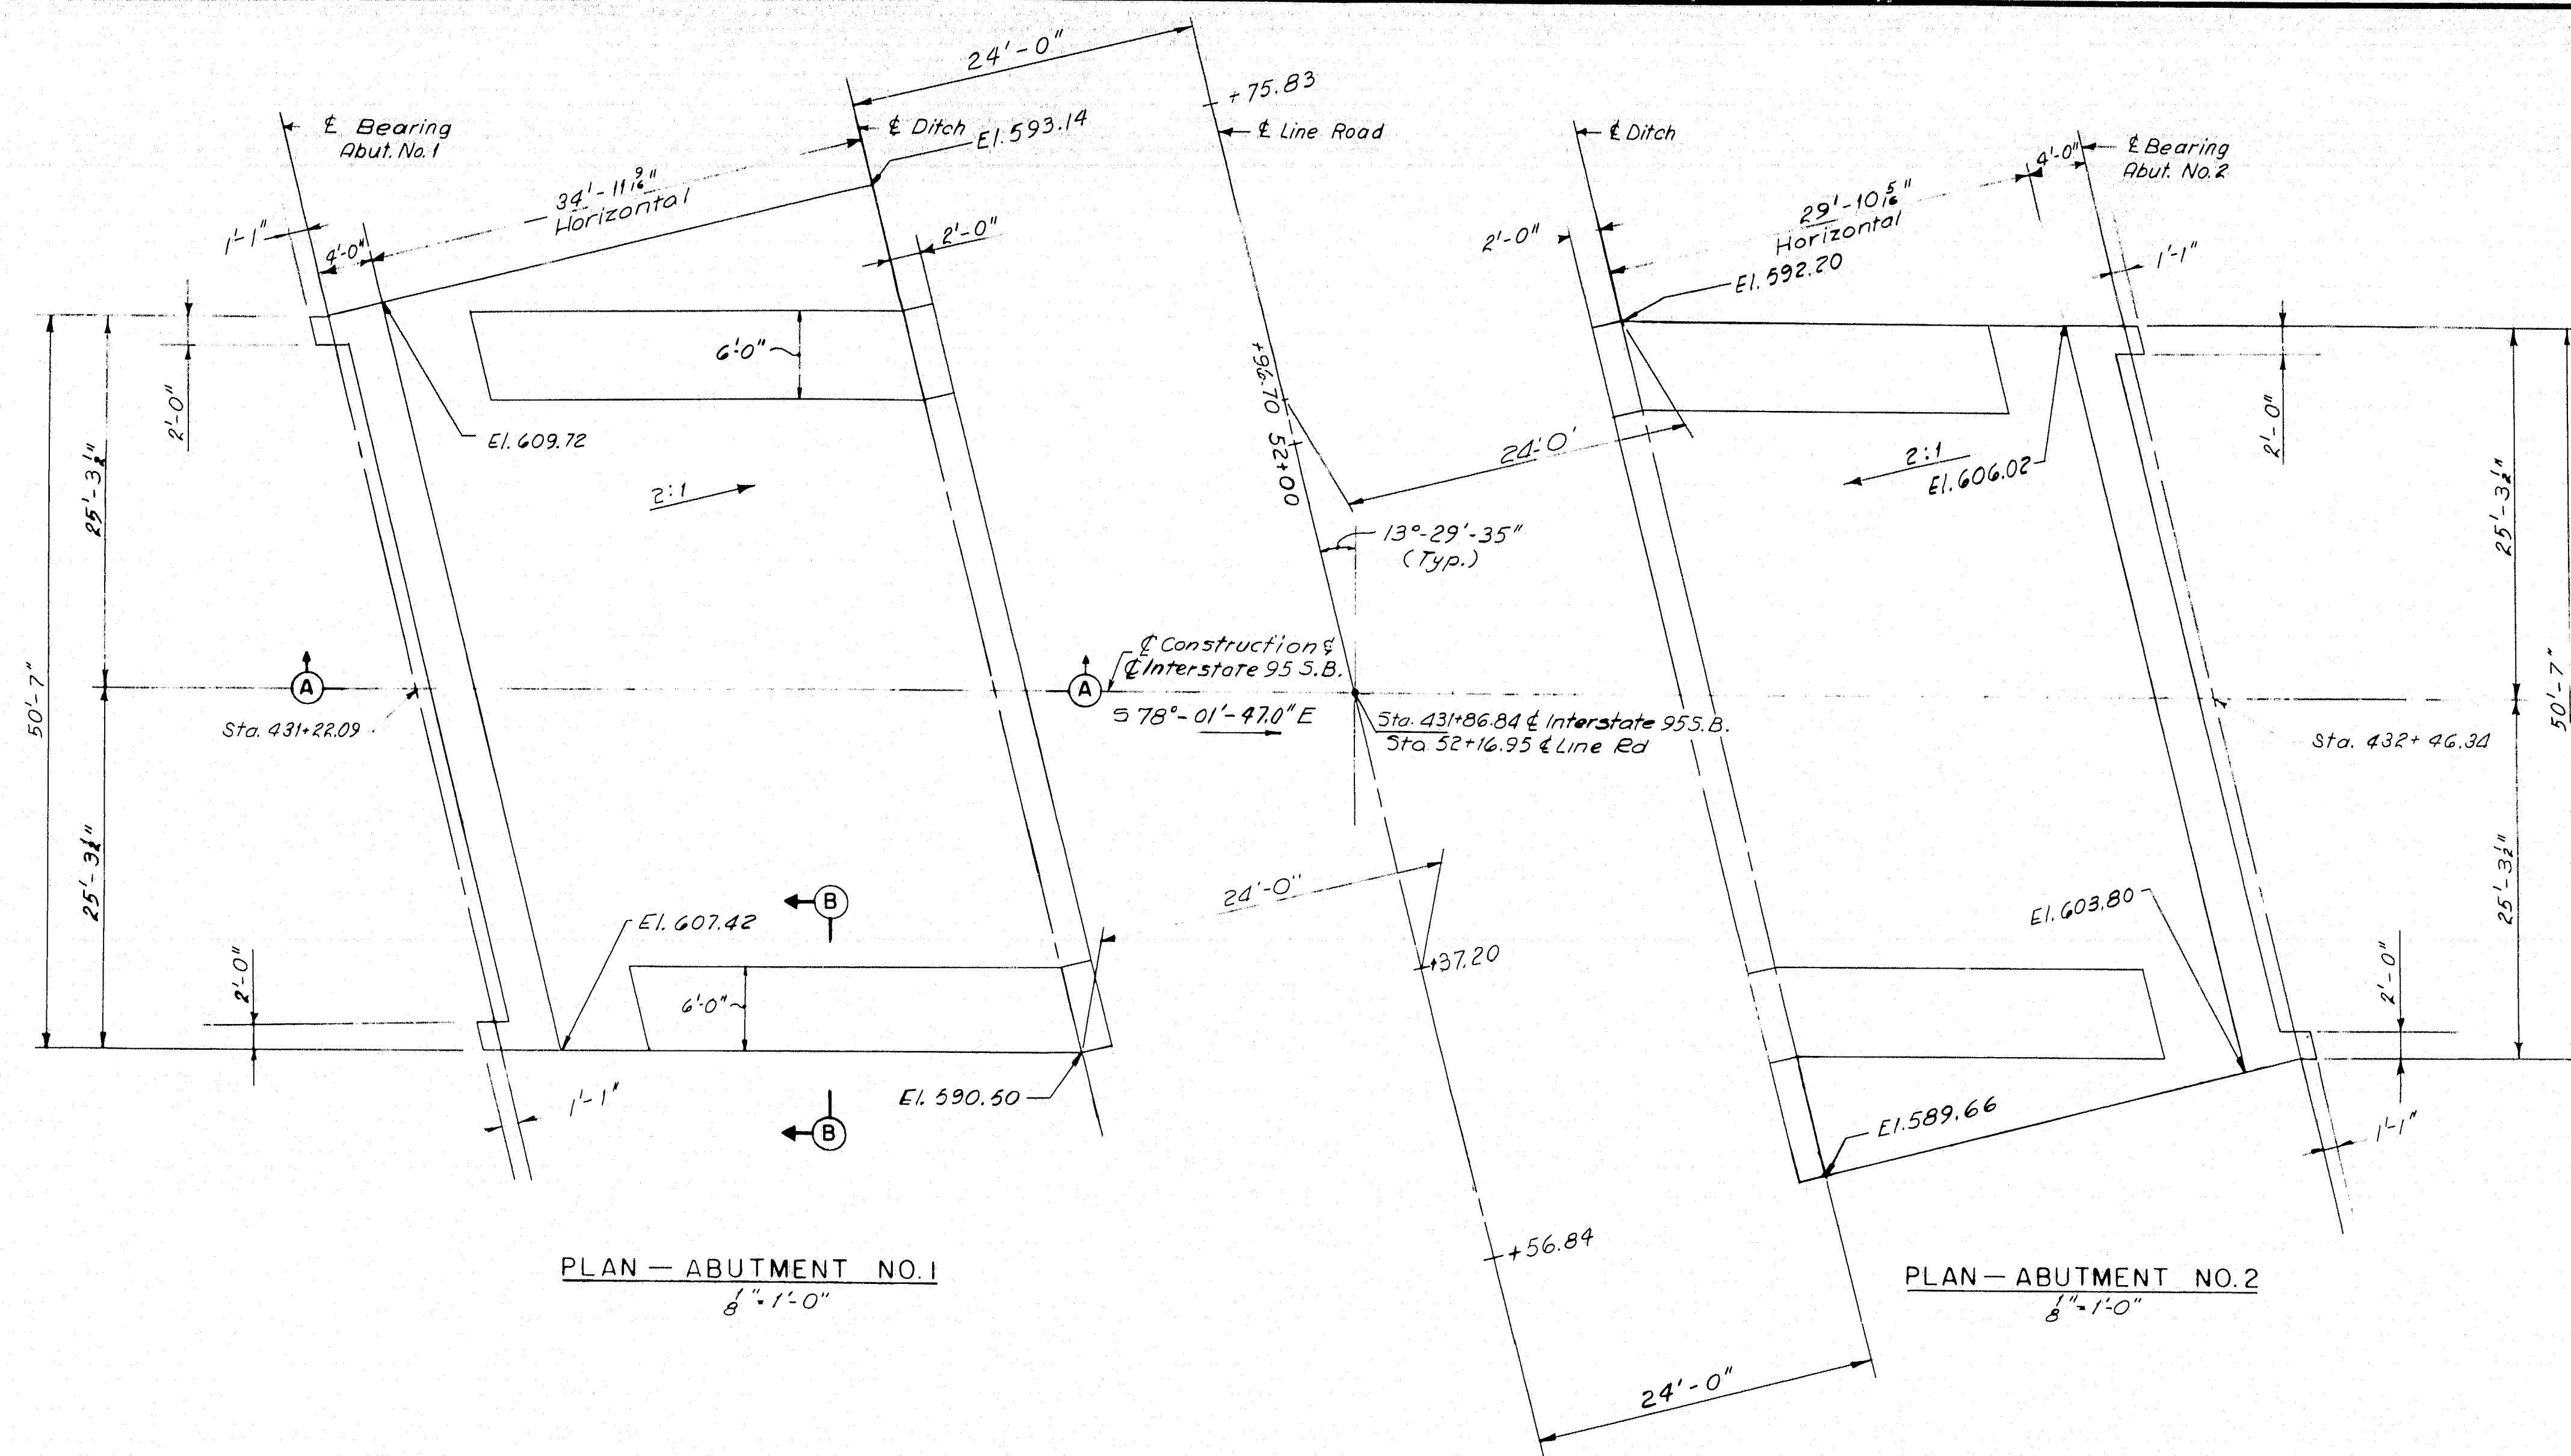 24'-0"
+75.83
℄ Bearing
Abut. No. 1
℄ Ditch
El. 593.14
℄ Line Road
℄ Ditch
4'-0"
℄ Bearing
Abut. No. 2
34'-11 9/16"
Horizontal
1'-1"
4'-0"
2'-0"
2'-0"
29'-10 5/16"
Horizontal
El. 592.20
1'-1"
6'-0"
+96.70
52+00
2'-0"
El. 609.72
2:1
24'-0'
2:1
El. 606.02
2'-0"
25'-3 1/2"
25'-3 1/2"
13°-29'-35"
(Typ.)
50'-7"
A
A
℄ Construction &
℄ Interstate 95 S.B.
S 78°-01'-47.0" E
Sta. 431+22.09
Sta. 431+86.84 ℄ Interstate 95 S.B.
Sta. 52+16.95 ℄ Line Rd
Sta. 432+46.34
50'-7"
25'-3 1/2"
25'-3 1/2"
B
24'-0"
El. 607.42
El. 603.80
+37.20
2'-0"
6'-0"
2'-0"
1'-1"
El. 590.50
B
El. 589.66
1'-1"
+56.84
PLAN — ABUTMENT NO. 1
1/8" = 1'-0"
PLAN — ABUTMENT NO. 2
1/8" = 1'-0"
24'-0"